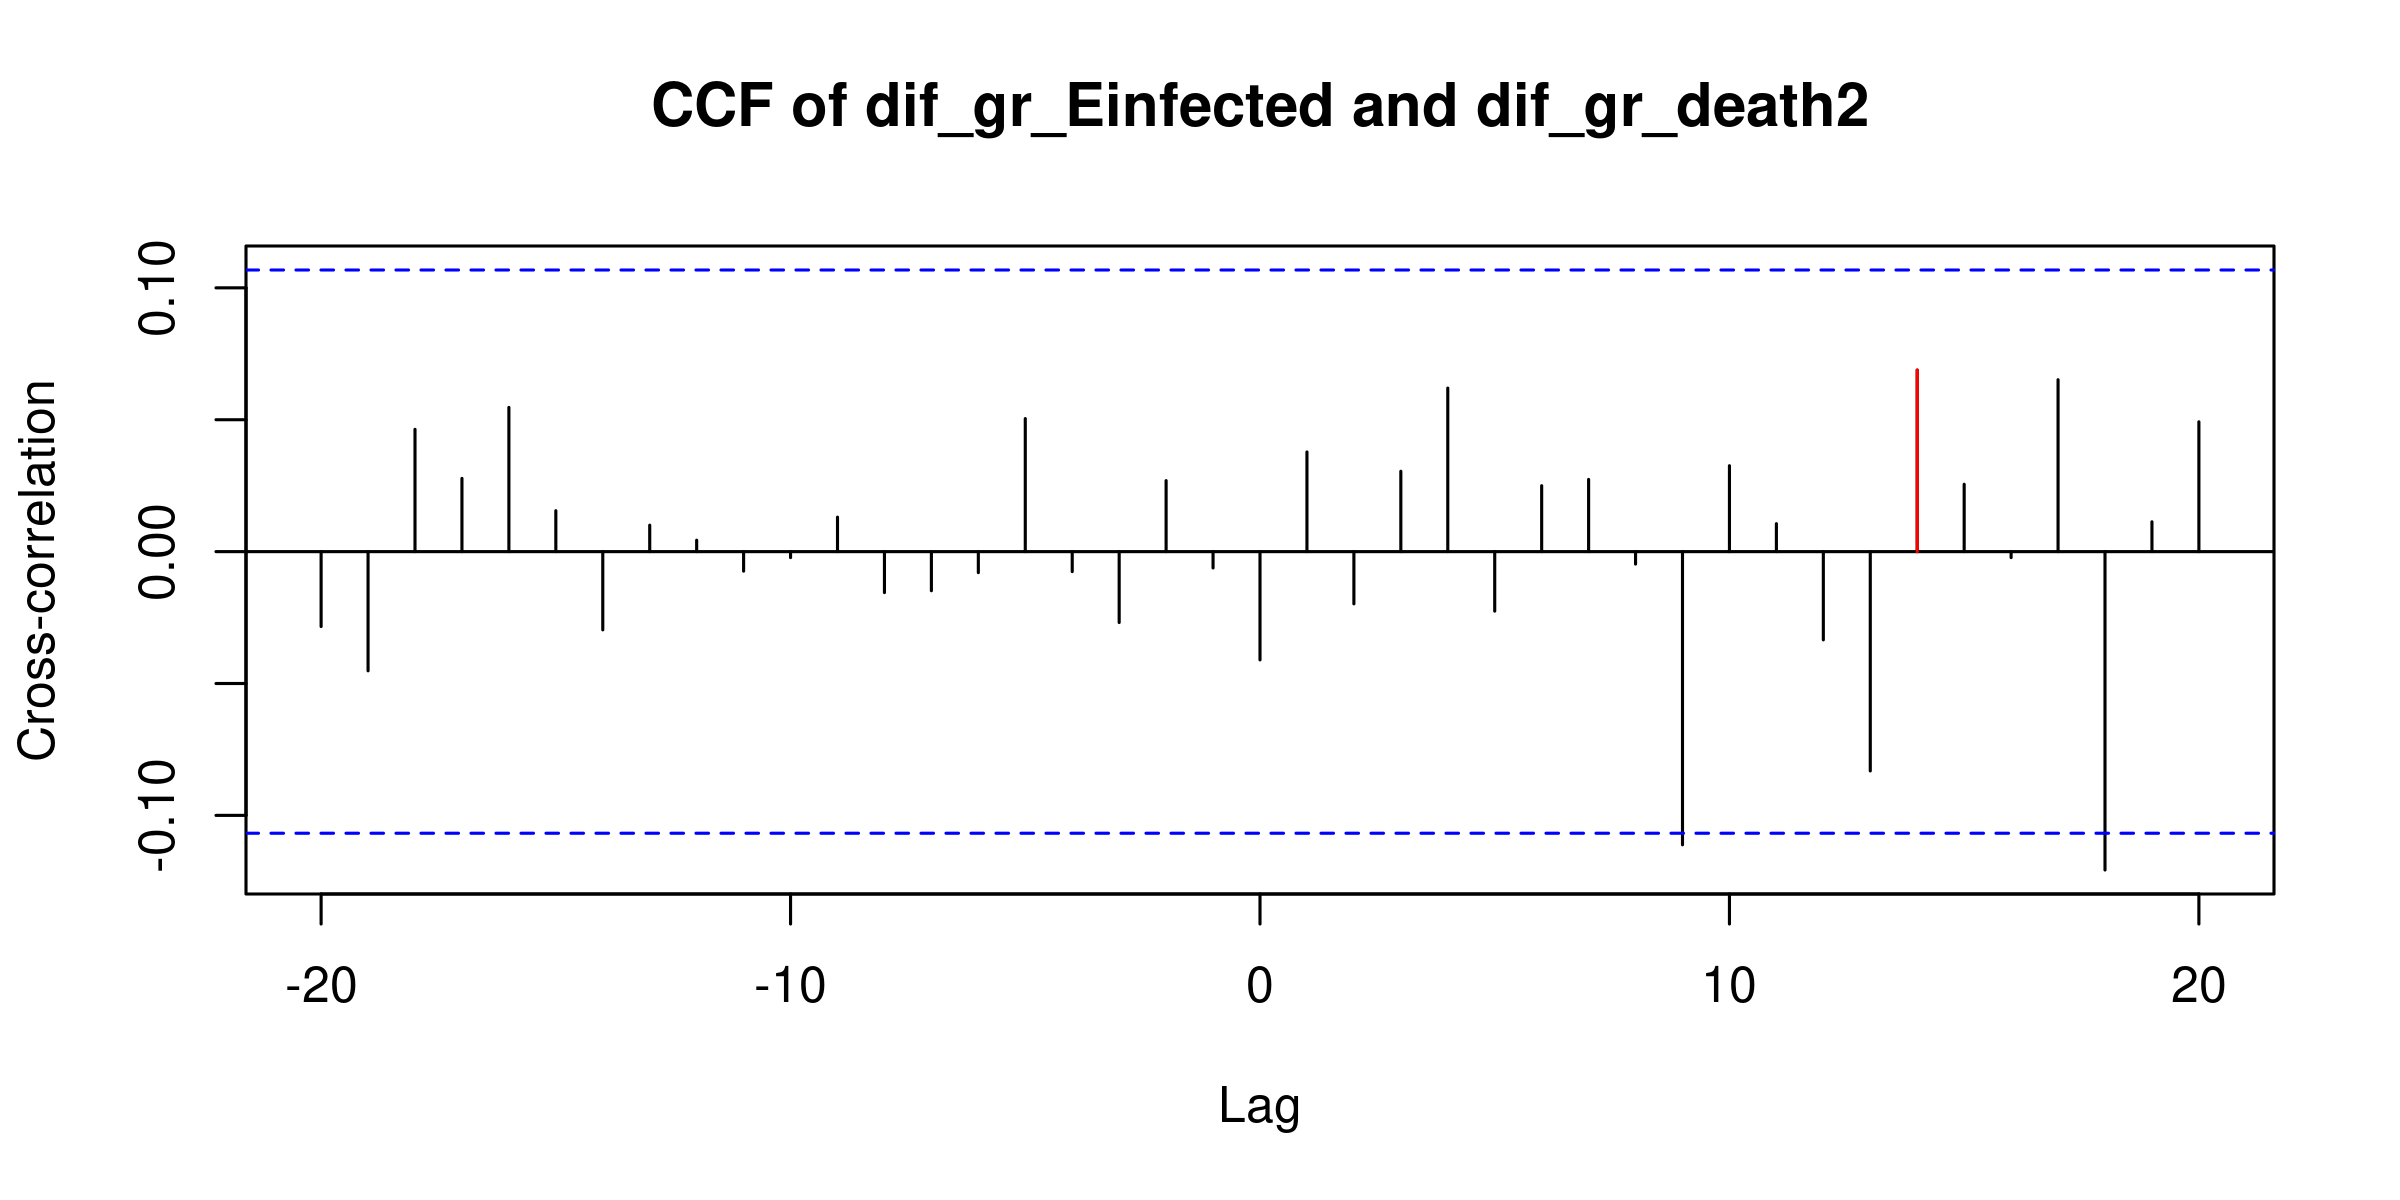 CCF of dif_gr_Einfected and dif_gr_death2
Cross-correlation
0.10
0.00
-0.10
-20 -10 0 10 20
Lag